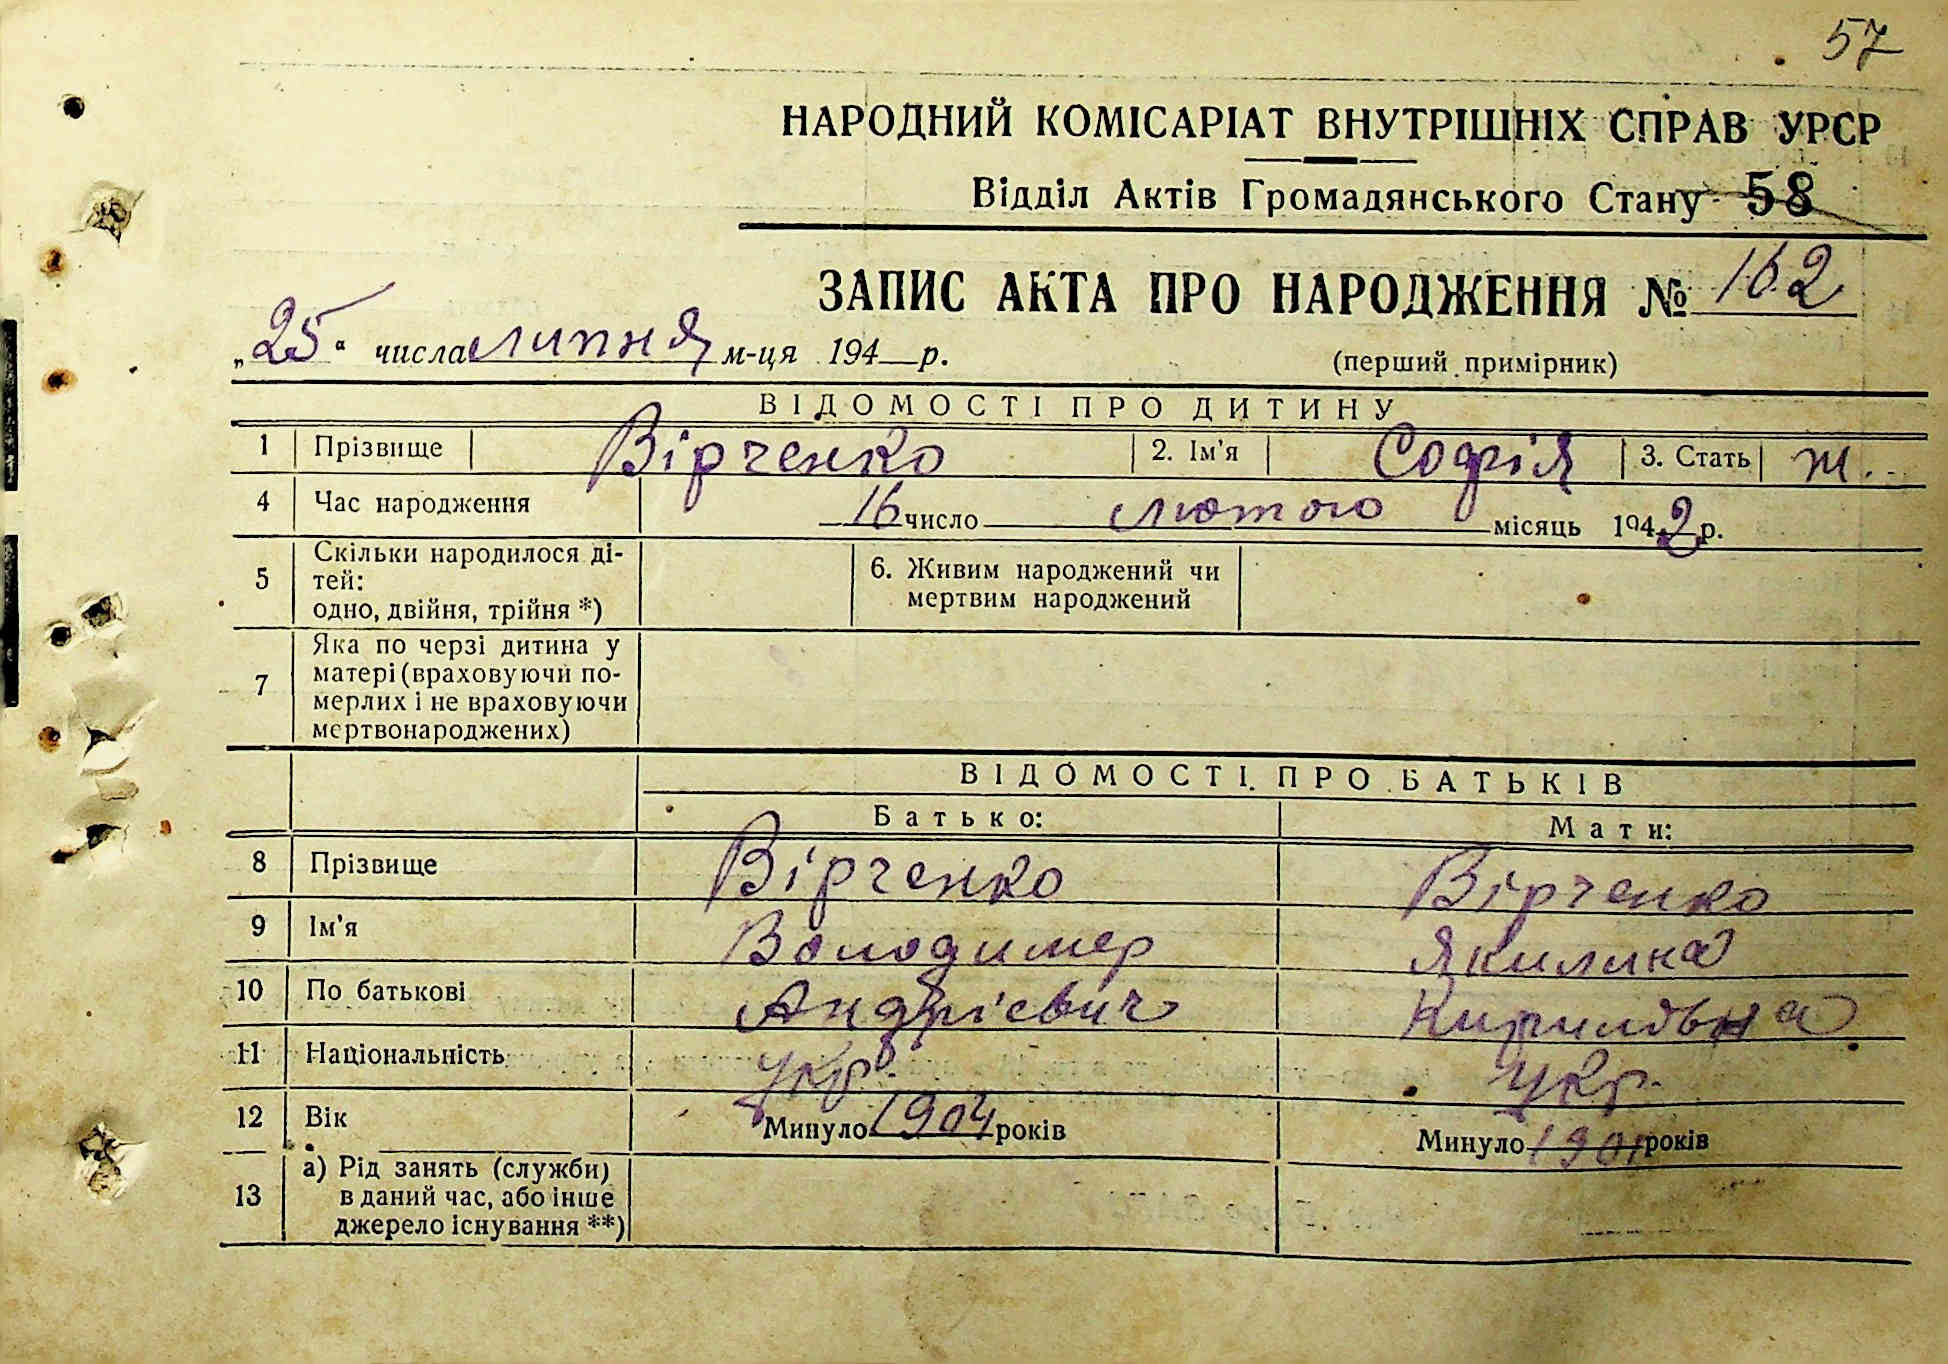 57
НАРОДНИЙ КОМІСАРІАТ ВНУТРІШНІХ СПРАВ УРСР
Відділ Актів Громадянського Стану 58
ЗАПИС АКТА ПРО НАРОДЖЕННЯ № 162
„25“ числа липня м-ця 194 р. (перший примірник)
ВІДОМОСТІ ПРО ДИТИНУ
1 Прізвище Вірченко 2. Ім'я Софія 3. Стать ж.
4 Час народження 16 число лютого місяць 1942 р.
5 Скільки народилося ді-
тей:
одно, двійня, трійня *)
6. Живим народжений чи
мертвим народжений
7 Яка по черзі дитина у
матері (враховуючи по-
мерлих і не враховуючи
мертвонароджених)
ВІДОМОСТІ ПРО БАТЬКІВ
Батько: Мати:
8 Прізвище Вірченко Вірченко
9 Ім'я Володимер Якилина
10 По батькові Андрієвич Кириловна
11 Національність укр. укр.
12 Вік Минуло 1904 років Минуло 1901 років
13 а) Рід занять (служби)
в даний час, або інше
джерело існування **)